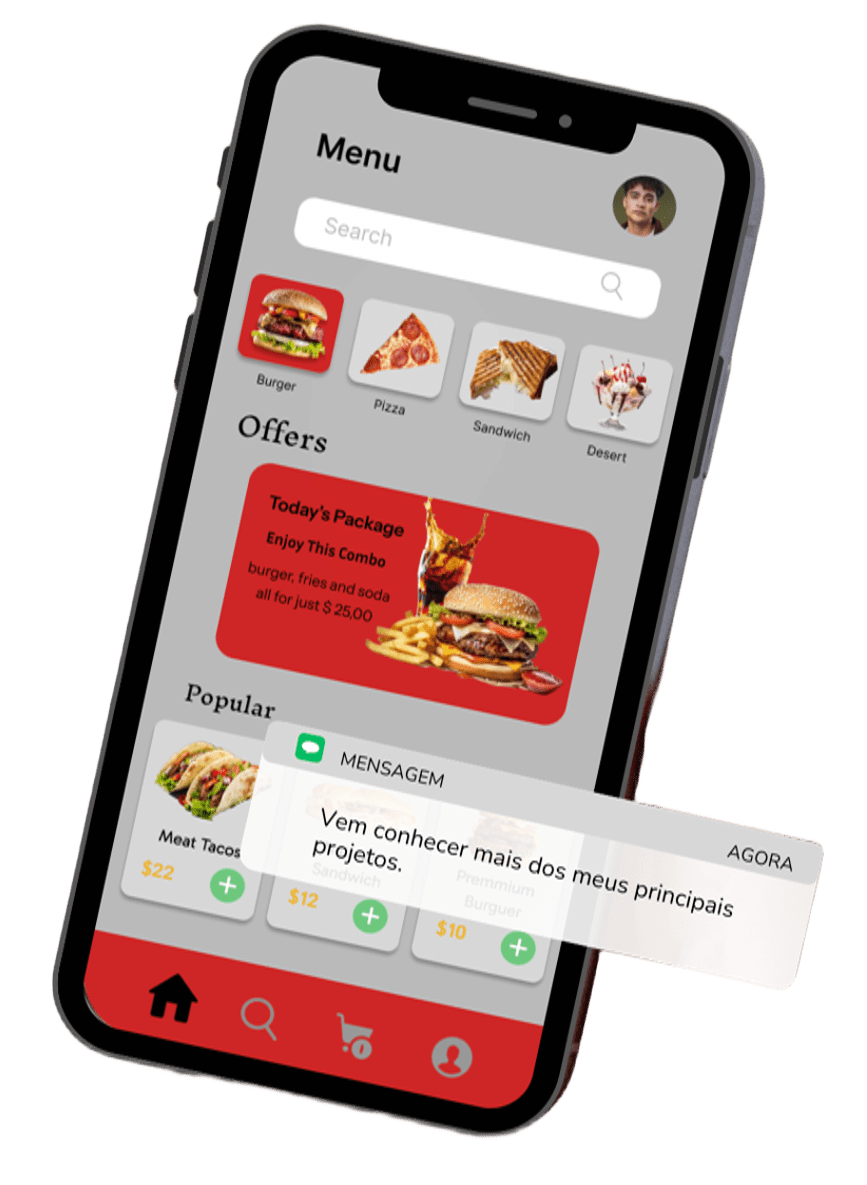 Menu
Search
Burger
Pizza
Sandwich
Desert
Offers
Today's Package
Enjoy This Combo
burger, fries and soda
all for just $ 25,00
Popular
MENSAGEM
AGORA
Vem conhecer mais dos meus principais
projetos.
Meat Tacos
$22
Sandwich
$12
Premmium
Burguer
$10